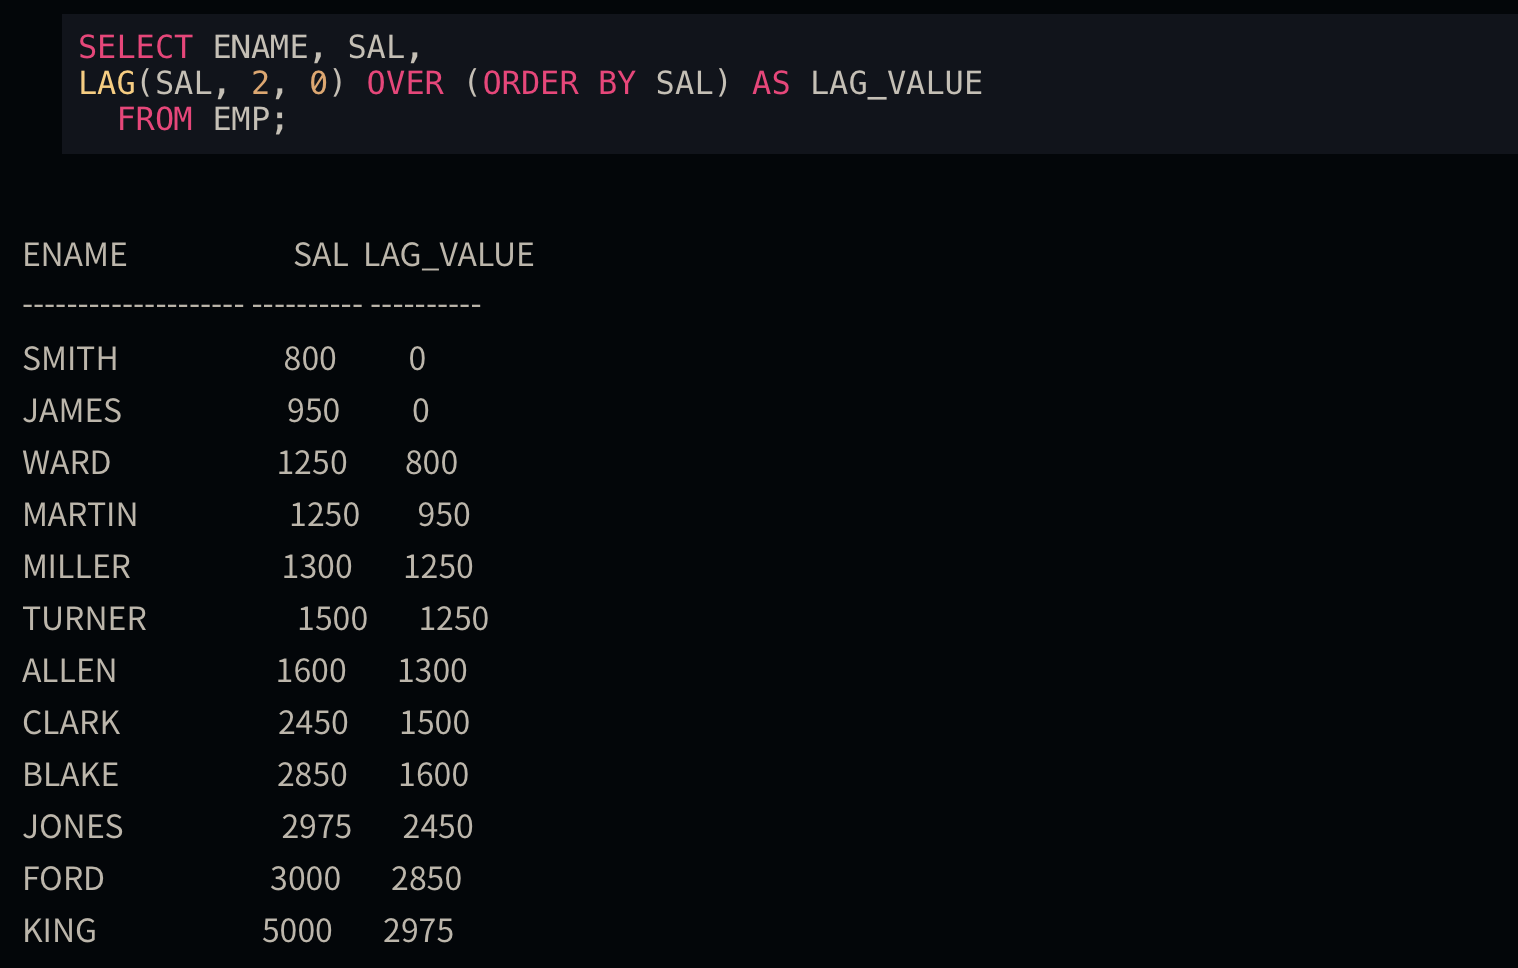 SELECT ENAME, SAL,
LAG(SAL, 2, 0) OVER (ORDER BY SAL) AS LAG_VALUE
FROM EMP;
ENAME SAL LAG_VALUE
-------------------- ---------- ----------
SMITH 800 0
JAMES 950 0
WARD 1250 800
MARTIN 1250 950
MILLER 1300 1250
TURNER 1500 1250
ALLEN 1600 1300
CLARK 2450 1500
BLAKE 2850 1600
JONES 2975 2450
FORD 3000 2850
KING 5000 2975